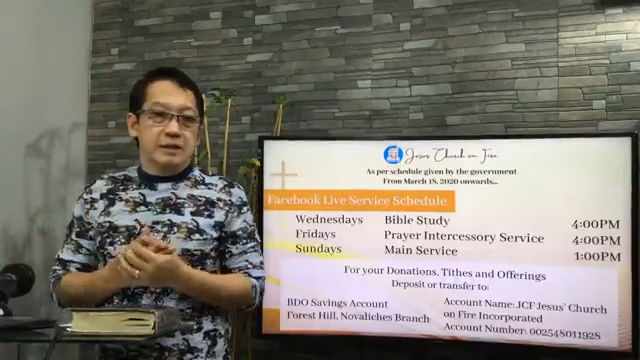 Jesus Church on Fire
As per schedule given by the government
From March 18, 2020 onwards...
Facebook Live Service Schedule
Wednesdays Bible Study 4:00PM
Fridays Prayer Intercessory Service 4:00PM
Sundays Main Service 1:00PM
For your Donations, Tithes and Offerings
Deposit or transfer to:
BDO Savings Account
Forest Hill, Novaliches Branch
Account Name: JCF Jesus' Church
on Fire Incorporated
Account Number: 002548011928